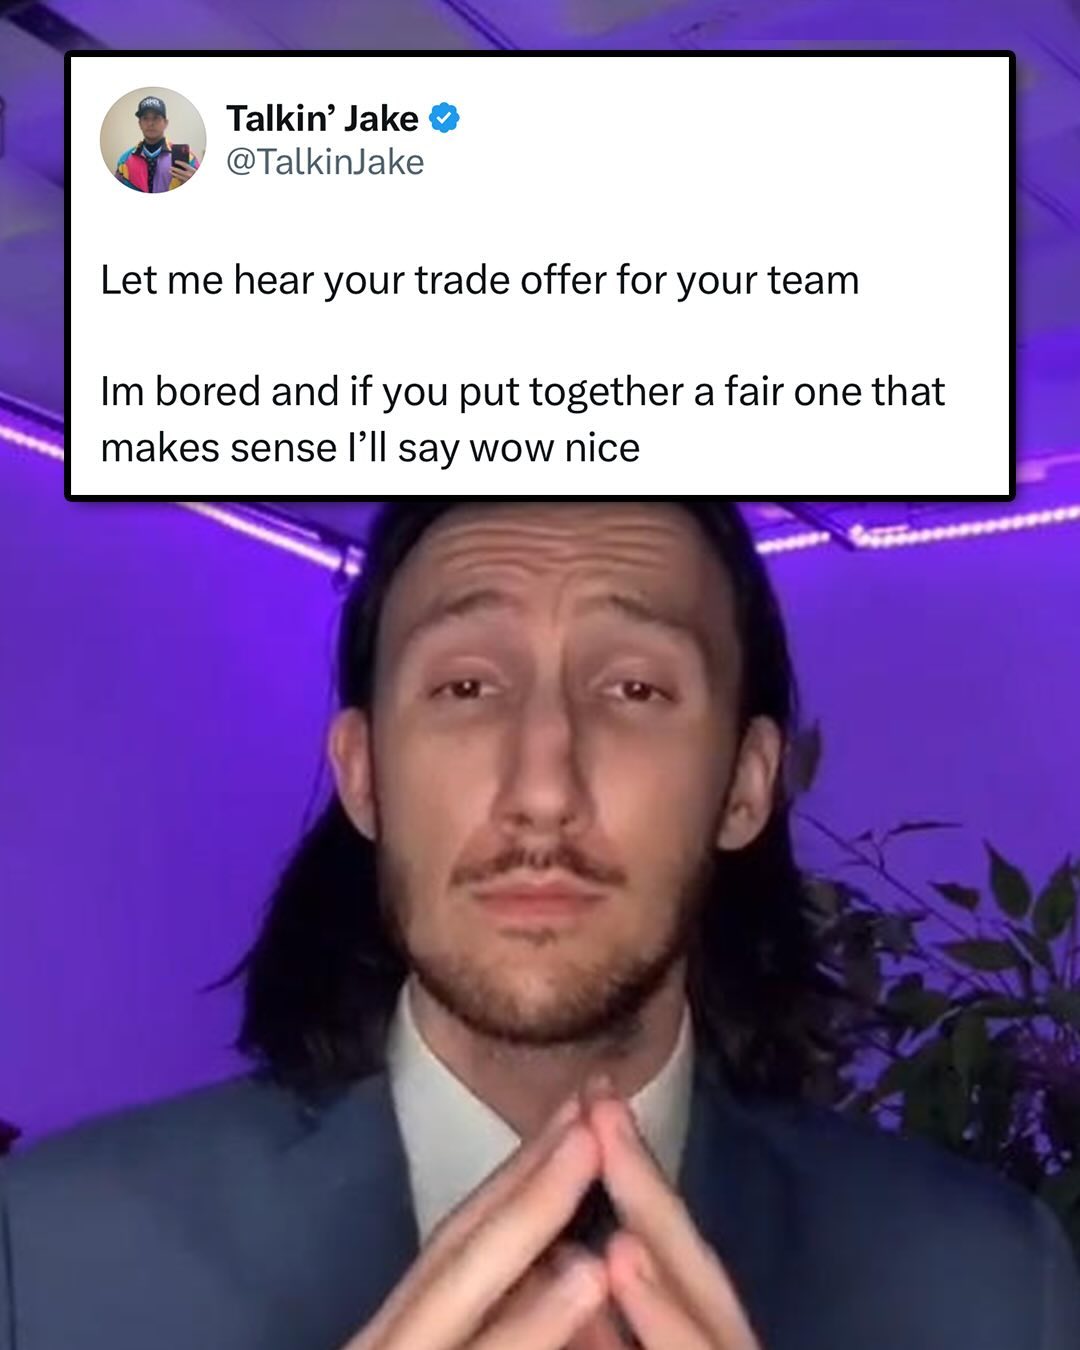 Talkin’ Jake
@TalkinJake
Let me hear your trade offer for your team
Im bored and if you put together a fair one that
makes sense I’ll say wow nice